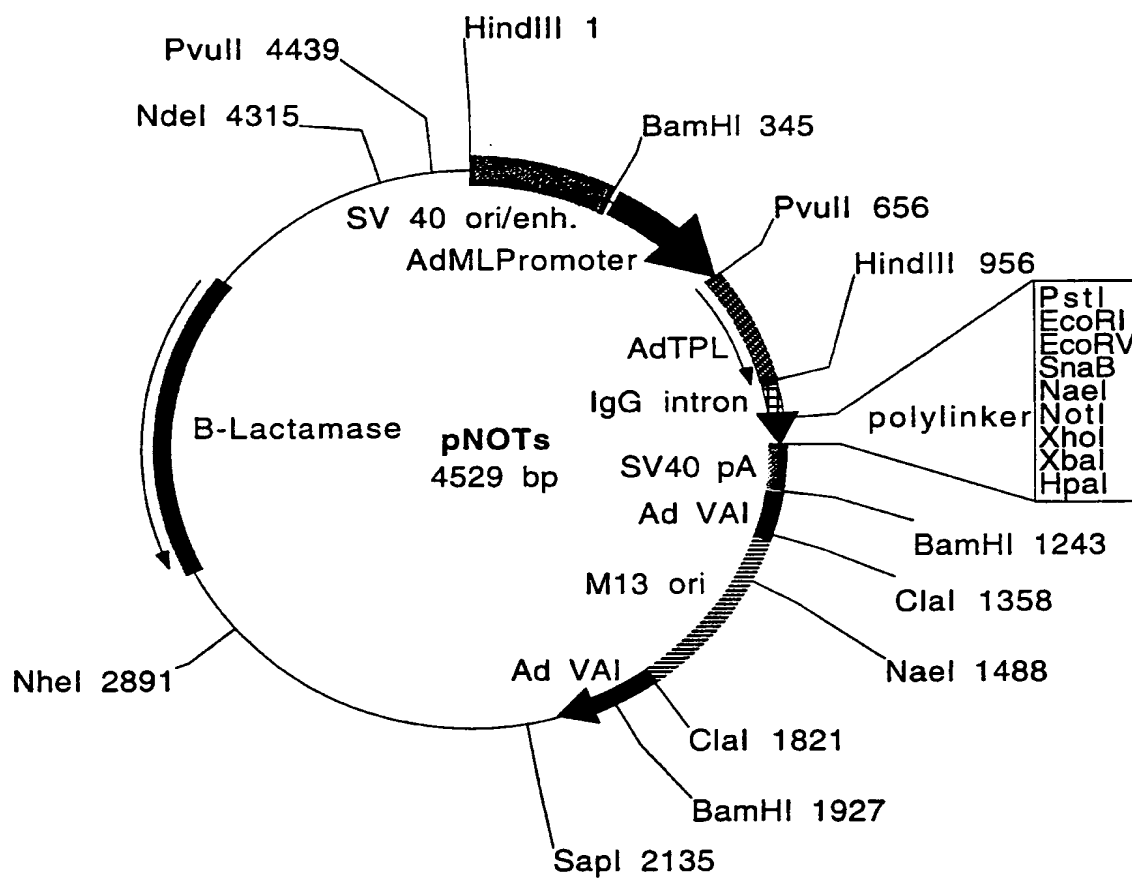 HindIII 1
PvuII 4439
NdeI 4315
BamHI 345
SV 40 ori/enh.
PvuII 656
AdMLPromoter
HindIII 956
PstI
EcoRI
EcoRV
SnaB
NaeI
NotI
XhoI
XbaI
HpaI
AdTPL
IgG intron
polylinker
B-Lactamase
pNOTs
4529 bp
SV40 pA
Ad VAI
BamHI 1243
M13 ori
ClaI 1358
NaeI 1488
Ad VAI
NheI 2891
ClaI 1821
BamHI 1927
SapI 2135